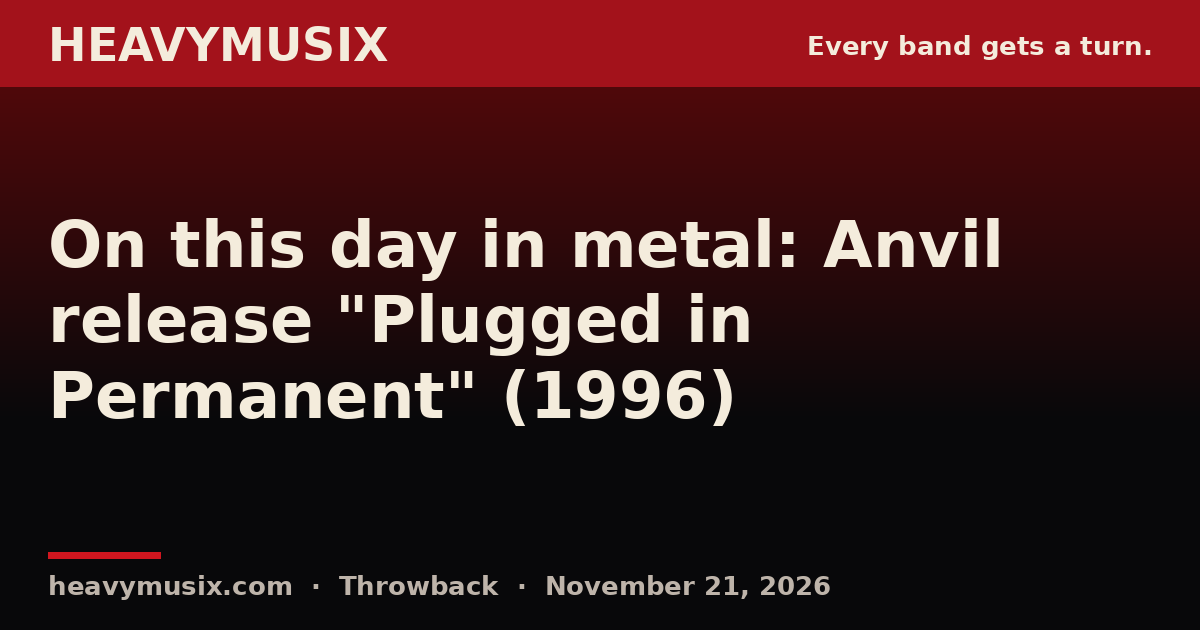 HEAVYMUSIX
Every band gets a turn.
On this day in metal: Anvil
release "Plugged in
Permanent" (1996)
heavymusix.com · Throwback · November 21, 2026